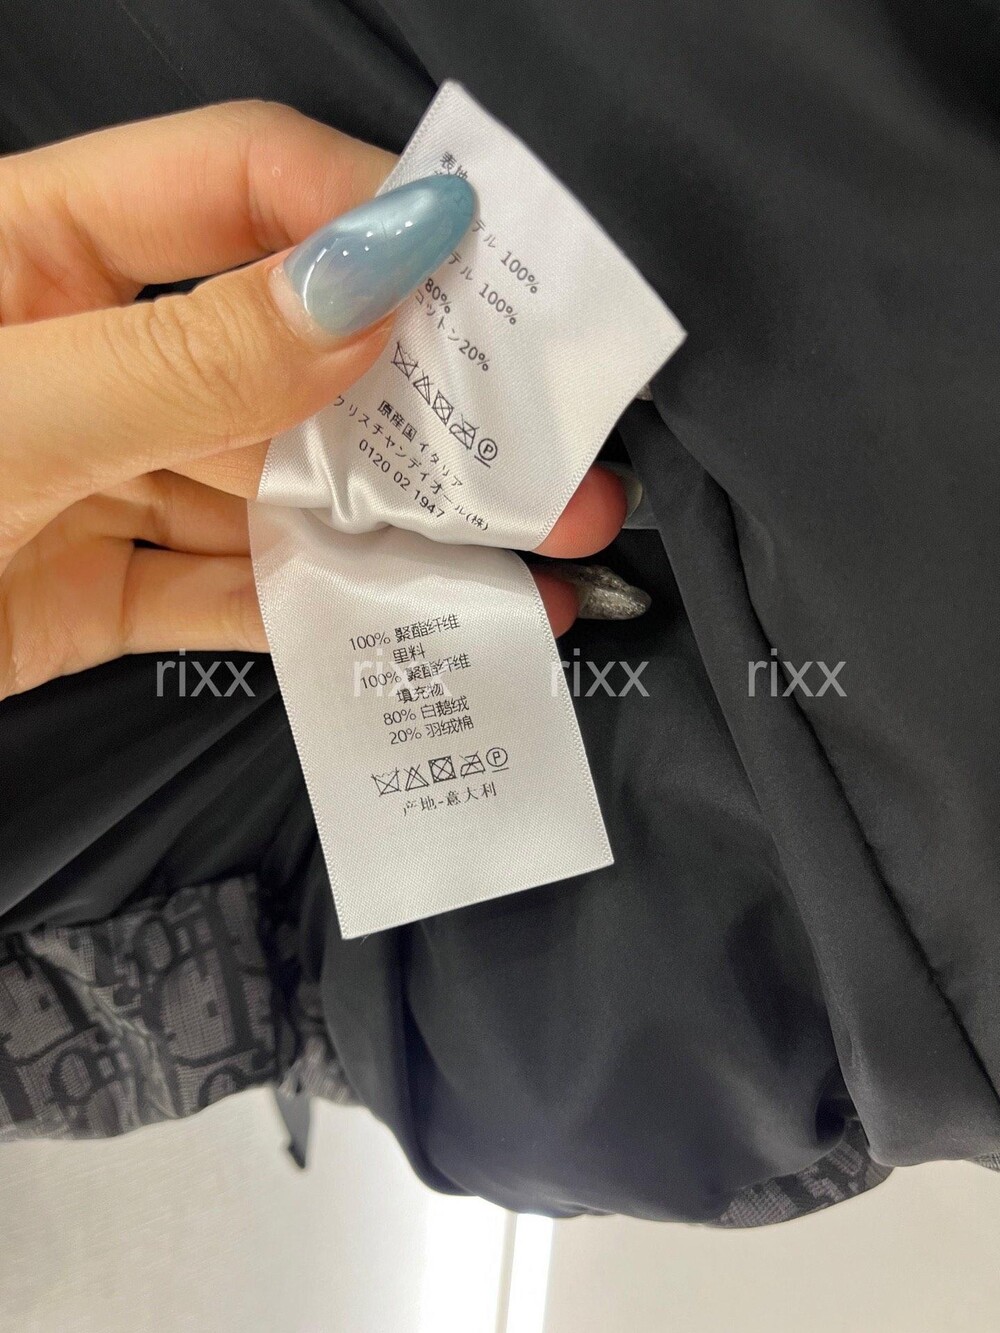 表地
テル 100%
テル 100%
80%
コットン20%
P
原産国 イタリア
クリスチャンディオール(株)
0120 02 1947
100% 聚酯纤维
里料
100% 聚酯纤维
填充物
80% 白鹅绒
20% 羽绒棉
P
产地-意大利
rixx rixx rixx rixx